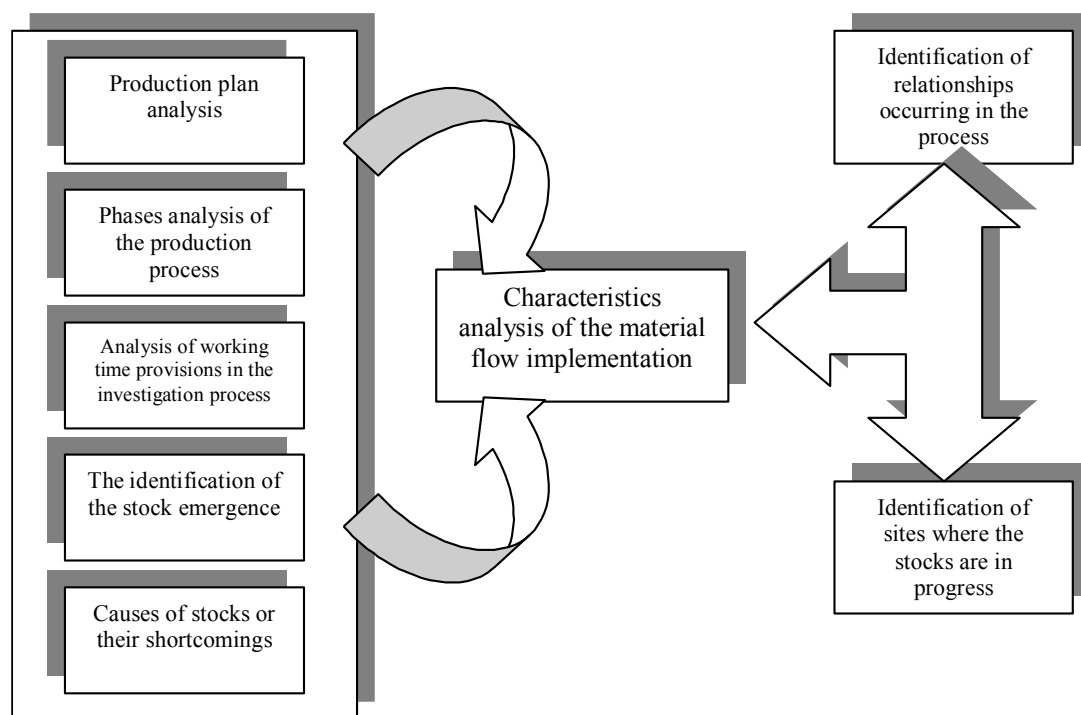 Production plan
analysis
Phases analysis of
the production
process
Analysis of working
time provisions in the
investigation process
The identification of
the stock emergence
Causes of stocks or
their shortcomings
Characteristics
analysis of the material
flow implementation
Identification of
relationships
occurring in the
process
Identification of
sites where the
stocks are in
progress